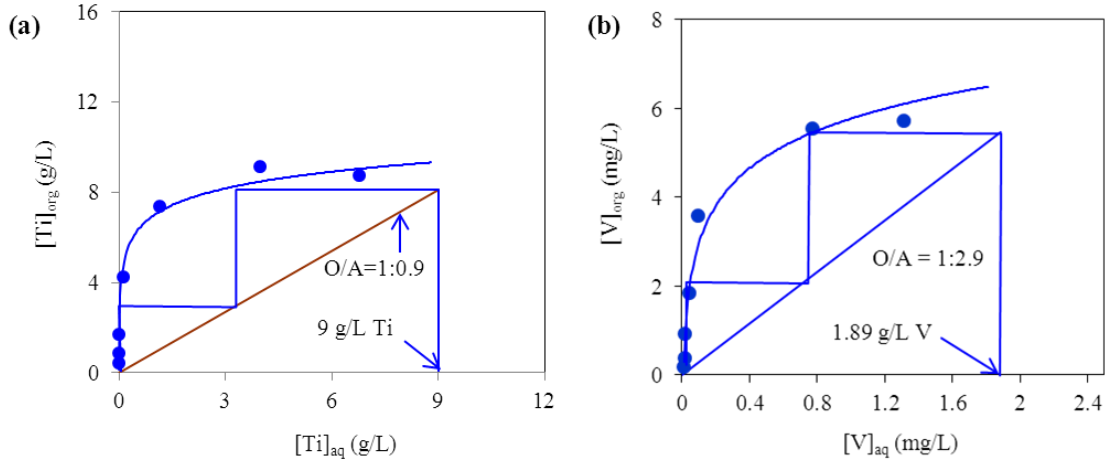 (a)
16
12
8
4
0
[Ti]org (g/L)
O/A=1:0.9
9 g/L Ti
0 3 6 9 12
[Ti]aq (g/L)
(b)
8
6
4
2
0
[V]org (mg/L)
O/A = 1:2.9
1.89 g/L V
0 0.4 0.8 1.2 1.6 2 2.4
[V]aq (mg/L)